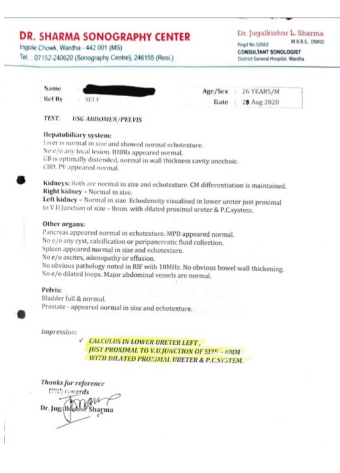 DR. SHARMA SONOGRAPHY CENTER
Ingole Chowk, Wardha - 442 001 (MS)
Tel. : 07152-240620 (Sonography Centre), 246155 (Resi.)
Dr. Jugalkishor L. Sharma
M B B S , DMRD
Regd No 52662
CONSULTANT SONOLOGIST
District General Hospital, Wardha
Name
Age/Sex : 26 YEARS/M
Ref By : SELF
Date : 28 Aug 2020
TEST: USG ABDOMEN/PELVIS
Hepatobiliary system:
Liver is normal in size and showed normal echotexture.
No e/o any local lesion. IHBRs appeared normal.
GB is optimally distended, normal in wall thickness cavity anechoic.
CBD, PV appeared normal.
Kidneys: Both are normal in size and echotexture. CM differentiation is maintained.
Right kidney – Normal in size.
Left kidney – Normal in size. Echodensity visualised in lower ureter just proximal
to V.U.Junction of size – 8mm. with dilated proximal ureter & P.C.system.
Other organs:
Pancreas appeared normal in echotexture. MPD appeared normal.
No e/o any cyst, calcification or peripancreatic fluid collection.
Spleen appeared normal in size and echotexture.
No e/o ascites, adenopathy or effusion.
No obvious pathology noted in RIF with 10MHz. No obvious bowel wall thickening.
No e/o dilated loops. Major abdominal vessels are normal.
Pelvis:
Bladder full & normal.
Prostate - appeared normal in size and echotexture.
Impression:
✓ CALCULUS IN LOWER URETER LEFT ,
JUST PROXIMAL TO V.U.JUNCTION OF SIZE – 8MM
WITH DILATED PROXIMAL URETER & P.C.SYSTEM.
Thanks for reference
With regards
Dr. Jugalkishor Sharma